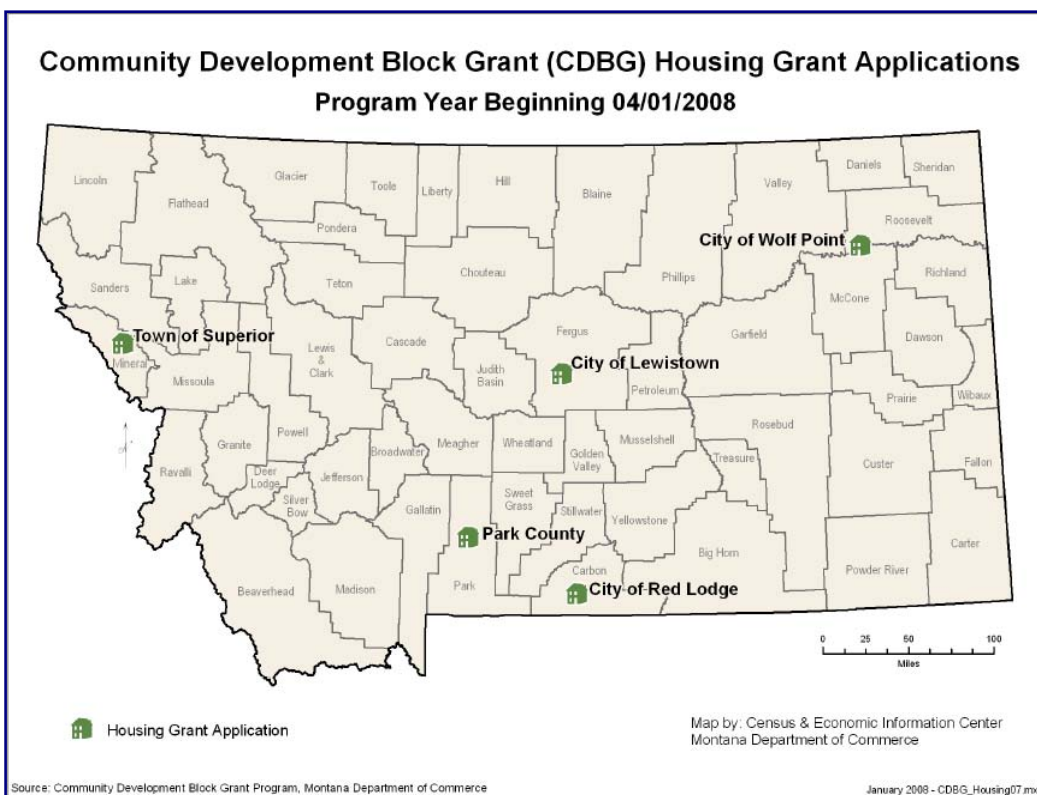 Community Development Block Grant (CDBG) Housing Grant Applications
Program Year Beginning 04/01/2008
Lincoln
Flathead
Glacier
Toole
Liberty
Hill
Blaine
Valley
Daniels
Sheridan
Pondera
Roosevelt
City of Wolf Point
Sanders
Lake
Teton
Chouteau
Phillips
Richland
McCone
Town of Superior
Mineral
Missoula
Lewis
&
Clark
Cascade
Judith
Basin
Fergus
City of Lewistown
Petroleum
Garfield
Dawson
Prairie
Wibaux
Ravalli
Granite
Powell
Deer
Lodge
Silver
Bow
Jefferson
Broadwater
Meagher
Wheatland
Golden
Valley
Musselshell
Treasure
Rosebud
Custer
Fallon
Gallatin
Sweet
Grass
Stillwater
Yellowstone
Park County
Park
Carbon
City of Red Lodge
Big Horn
Powder River
Carter
Beaverhead
Madison
0 25 50 100
Miles
Housing Grant Application
Map by: Census & Economic Information Center
Montana Department of Commerce
Source: Community Development Block Grant Program, Montana Department of Commerce
January 2008 - CDBG_Housing07.mx